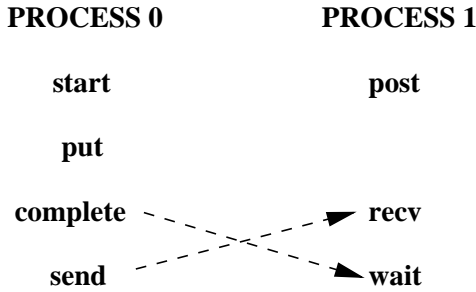 PROCESS 0 PROCESS 1
start post
put
complete recv
send wait